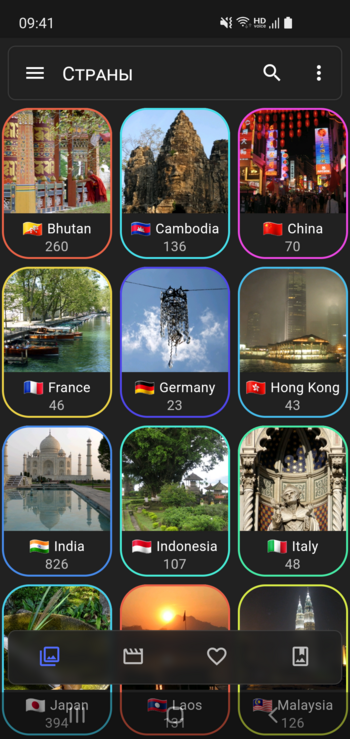 09:41 HD VOICE
Страны
Bhutan
260
Cambodia
136
China
70
France
46
Germany
23
Hong Kong
43
India
826
Indonesia
107
Italy
48
Japan
394
Laos
131
Malaysia
126